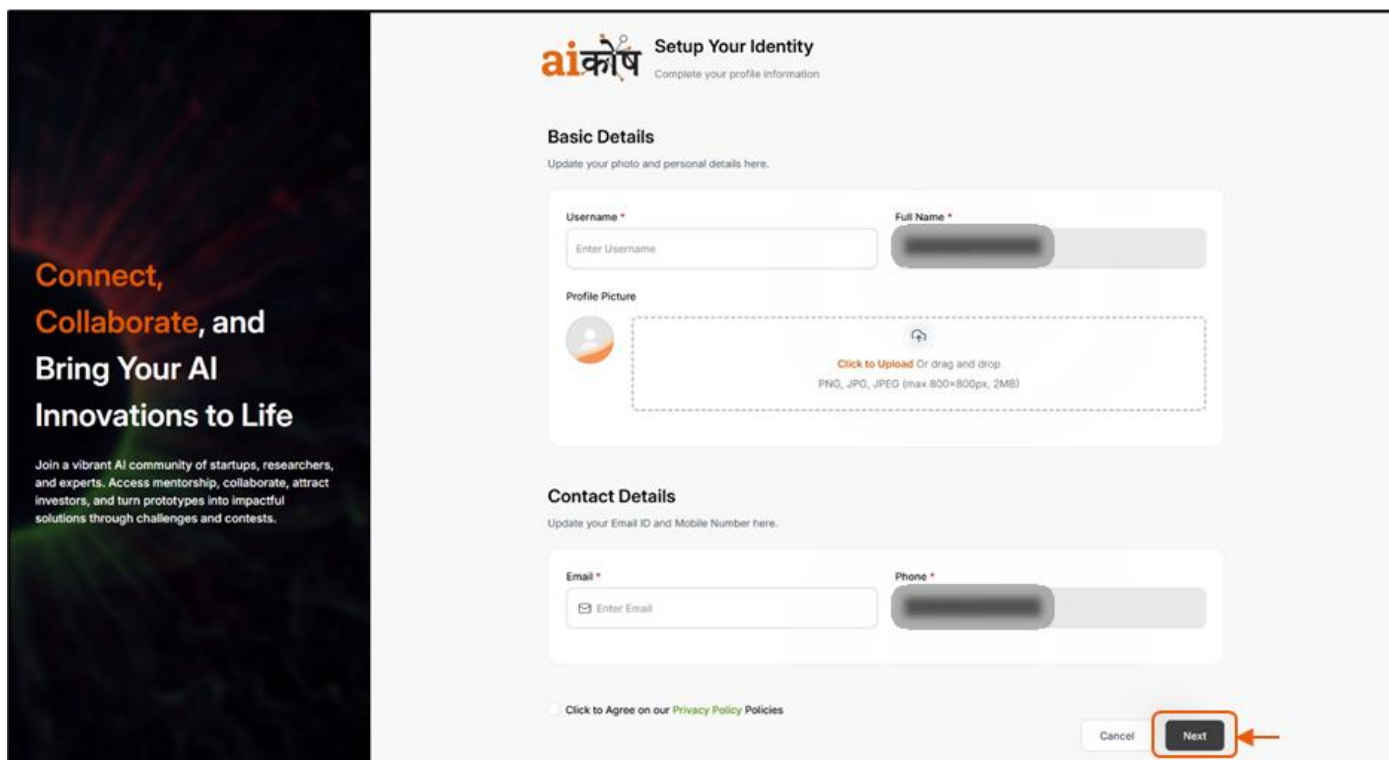 Connect,
Collaborate, and
Bring Your AI
Innovations to Life
Join a vibrant AI community of startups, researchers,
and experts. Access mentorship, collaborate, attract
investors, and turn prototypes into impactful
solutions through challenges and contests.
aiकोष
Setup Your Identity
Complete your profile information
Basic Details
Update your photo and personal details here.
Username * Full Name *
Enter Username
Profile Picture
Click to Upload Or drag and drop
PNG, JPG, JPEG (max 800×800px, 2MB)
Contact Details
Update your Email ID and Mobile Number here.
Email * Phone *
Enter Email
Click to Agree on our Privacy Policy Policies
Cancel Next